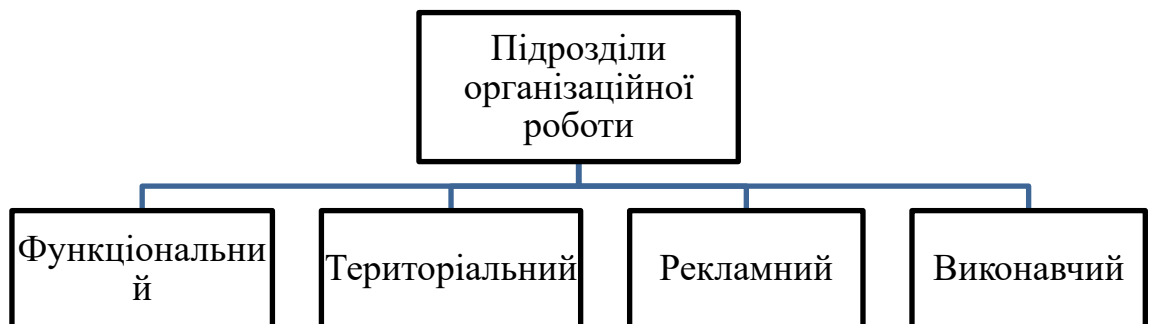 Підрозділи
організаційної
роботи
Функціональни
й
Територіальний
Рекламний
Виконавчий